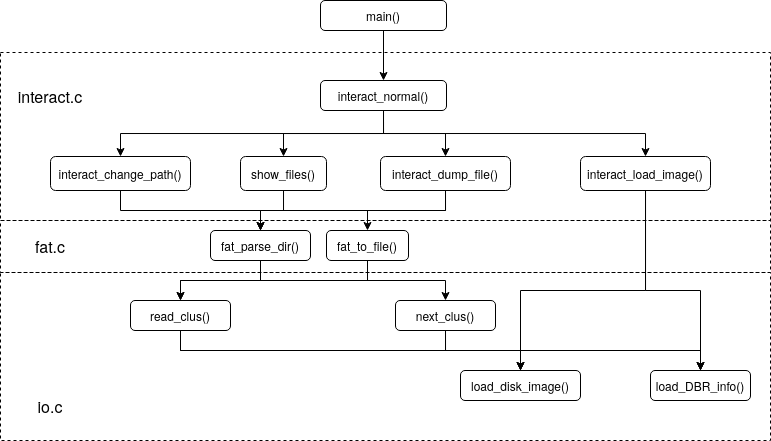 main()
interact.c
interact_normal()
interact_change_path()
show_files()
interact_dump_file()
interact_load_image()
fat.c
fat_parse_dir()
fat_to_file()
read_clus()
next_clus()
load_disk_image()
load_DBR_info()
Io.c